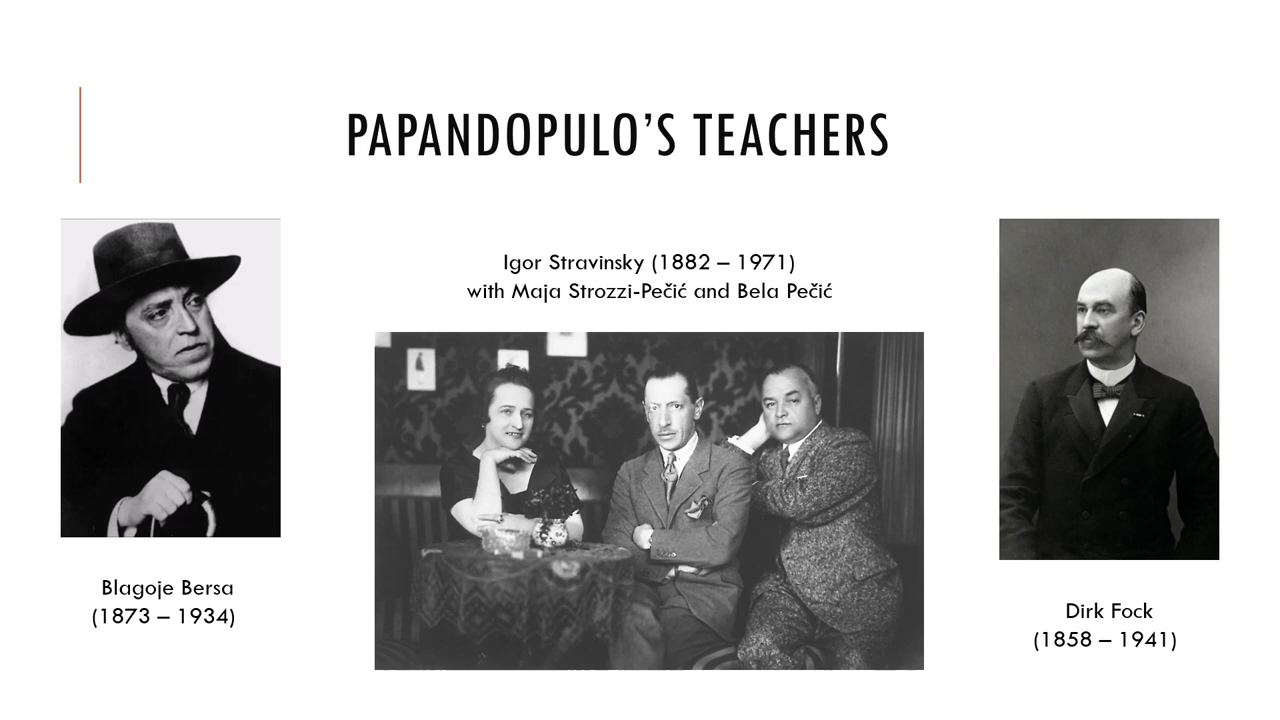 PAPANDOPULO’S TEACHERS
Igor Stravinsky (1882 – 1971)
with Maja Strozzi-Pečić and Bela Pečić
Blagoje Bersa
(1873 – 1934)
Dirk Fock
(1858 – 1941)